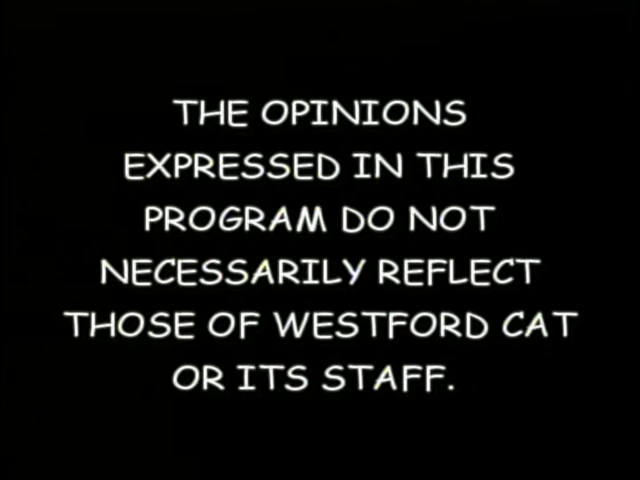 THE OPINIONS
EXPRESSED IN THIS
PROGRAM DO NOT
NECESSARILY REFLECT
THOSE OF WESTFORD CAT
OR ITS STAFF.